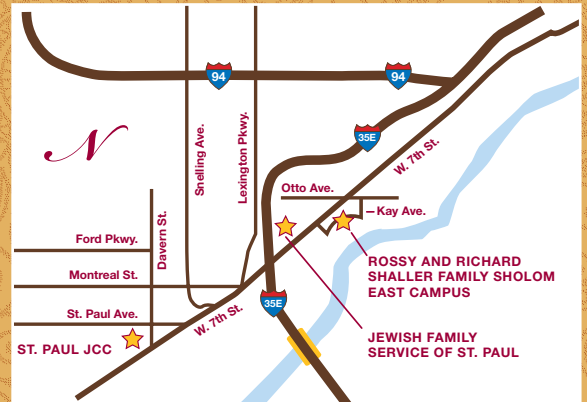 94
94
35E
N
Snelling Ave.
Lexington Pkwy.
W. 7th St.
Otto Ave.
Kay Ave.
Davern St.
Ford Pkwy.
Montreal St.
St. Paul Ave.
W. 7th St.
35E
ROSSY AND RICHARD
SHALLER FAMILY SHOLOM
EAST CAMPUS
JEWISH FAMILY
SERVICE OF ST. PAUL
ST. PAUL JCC